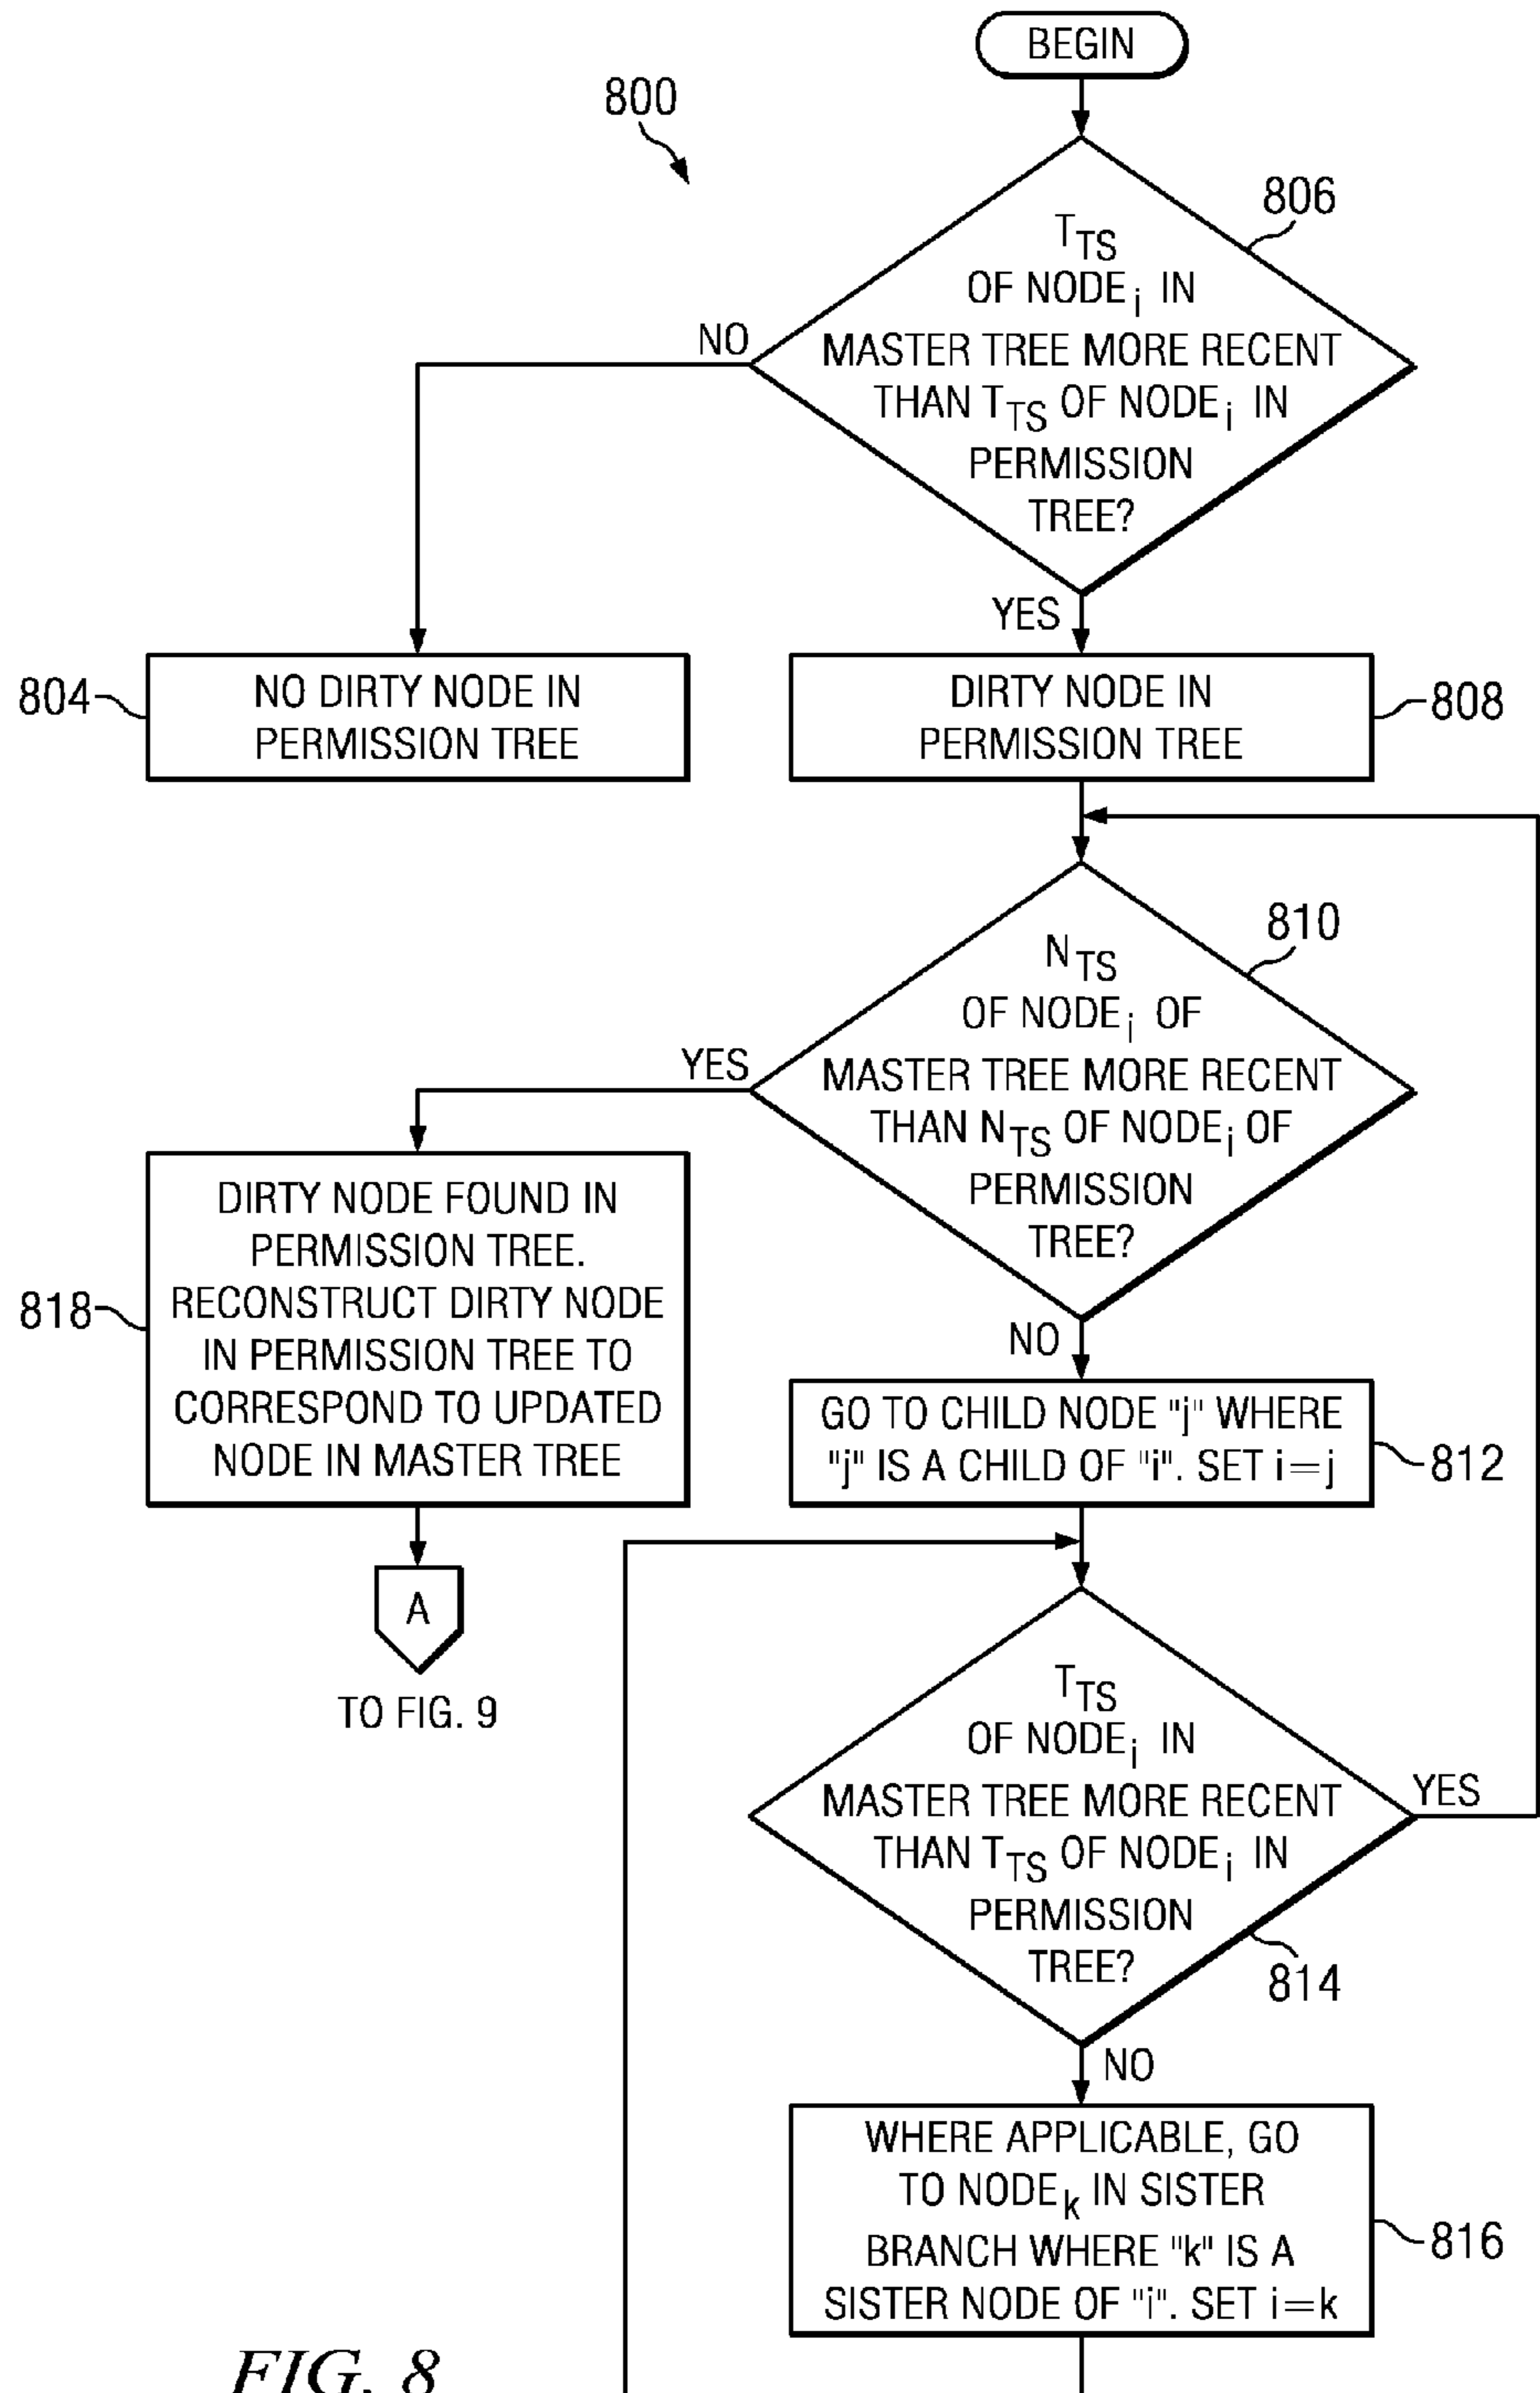 BEGIN
800
806
T_TS
OF NODE_i IN
MASTER TREE MORE RECENT
THAN T_TS OF NODE_i IN
PERMISSION
TREE?
NO
YES
804
NO DIRTY NODE IN
PERMISSION TREE
DIRTY NODE IN
PERMISSION TREE
808
810
N_TS
OF NODE_i OF
MASTER TREE MORE RECENT
THAN N_TS OF NODE_i OF
PERMISSION
TREE?
YES
NO
818
DIRTY NODE FOUND IN
PERMISSION TREE.
RECONSTRUCT DIRTY NODE
IN PERMISSION TREE TO
CORRESPOND TO UPDATED
NODE IN MASTER TREE
A
TO FIG. 9
GO TO CHILD NODE "j" WHERE
"j" IS A CHILD OF "i". SET i=j
812
T_TS
OF NODE_i IN
MASTER TREE MORE RECENT
THAN T_TS OF NODE_i IN
PERMISSION
TREE?
YES
814
NO
WHERE APPLICABLE, GO
TO NODE_k IN SISTER
BRANCH WHERE "k" IS A
SISTER NODE OF "i". SET i=k
816
FIG. 8